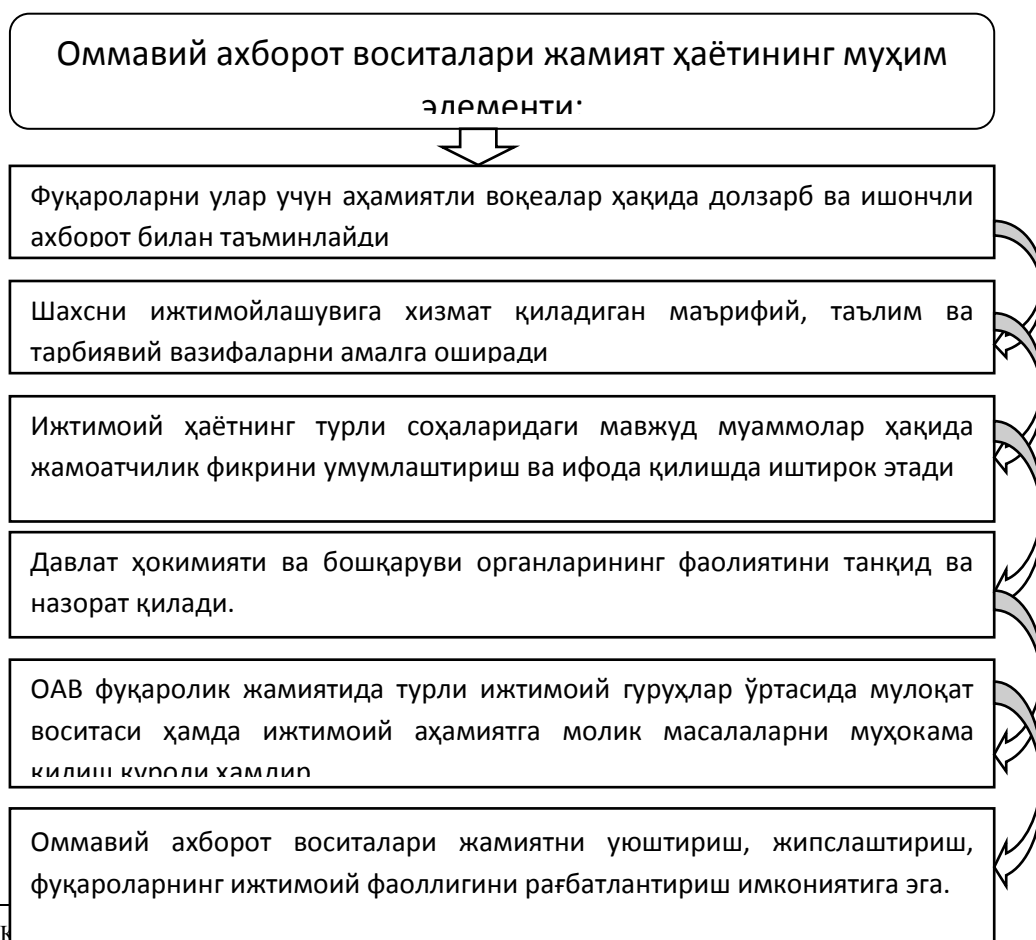 Оммавий ахборот воситалари жамият ҳаётининг муҳим
элементи:
Фуқароларни улар учун аҳамиятли воқеалар ҳақида долзарб ва ишончли
ахборот билан таъминлайди
Шахсни ижтимойлашувига хизмат қиладиган маърифий, таълим ва
тарбиявий вазифаларни амалга оширади
Ижтимоий ҳаётнинг турли соҳаларидаги мавжуд муаммолар ҳақида
жамоатчилик фикрини умумлаштириш ва ифода қилишда иштирок этади
Давлат ҳокимияти ва бошқаруви органларининг фаолиятини танқид ва
назорат қилади.
ОАВ фуқаролик жамиятида турли ижтимоий гуруҳлар ўртасида мулоқат
воситаси ҳамда ижтимоий аҳамиятга молик масалаларни муҳокама
қилиш қуроли ҳамдир
Оммавий ахборот воситалари жамиятни уюштириш, жипслаштириш,
фуқароларнинг ижтимоий фаоллигини рағбатлантириш имкониятига эга.